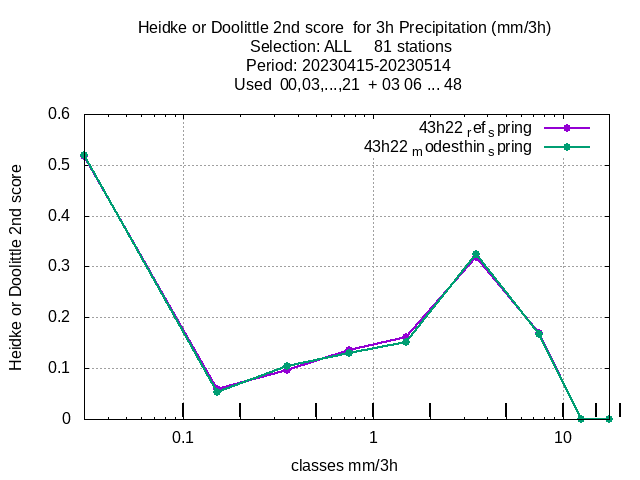 Heidke or Doolittle 2nd score  for 3h Precipitation (mm/3h)
Selection: ALL     81 stations
Period: 20230415-20230514
Used  00,03,...,21  + 03 06 ... 48
43h22 ref spring
43h22 modesthin spring
Heidke or Doolittle 2nd score
0.6
0.5
0.4
0.3
0.2
0.1
0
0.1
1
10
classes mm/3h